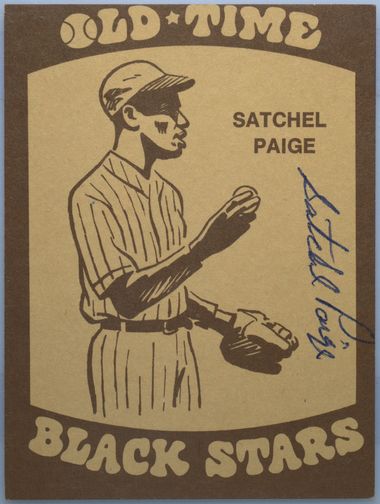 OLD★TIME
SATCHEL
PAIGE
Satchel Paige
BLACK STARS